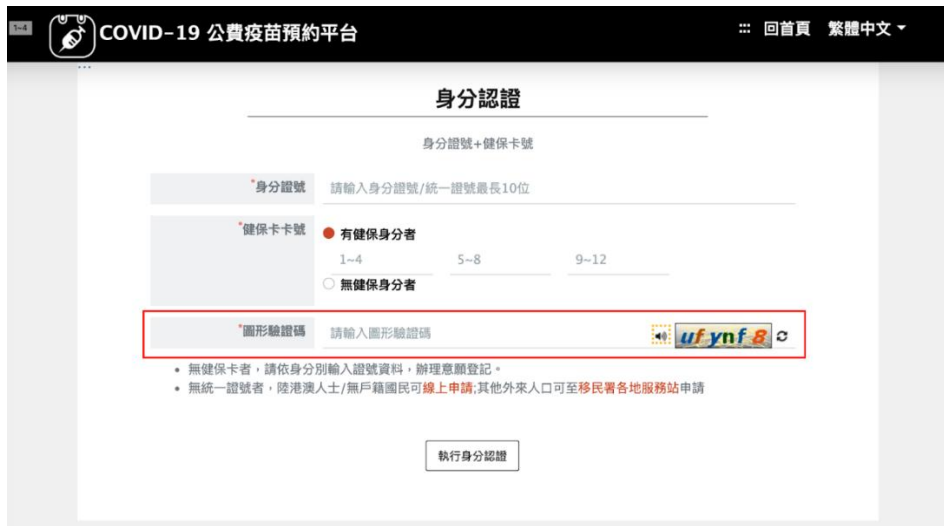 1-4
COVID-19 公費疫苗預約平台
::: 回首頁 繁體中文
...
身分認證
身分證號+健保卡號
*身分證號 請輸入身分證號/統一證號最長10位
*健保卡卡號 有健保身分者
1~4 5~8 9~12
無健保身分者
*圖形驗證碼 請輸入圖形驗證碼 ufynf8
• 無健保卡者，請依身分別輸入證號資料，辦理意願登記。
• 無統一證號者，陸港澳人士/無戶籍國民可線上申請;其他外來人口可至移民署各地服務站申請
執行身分認證